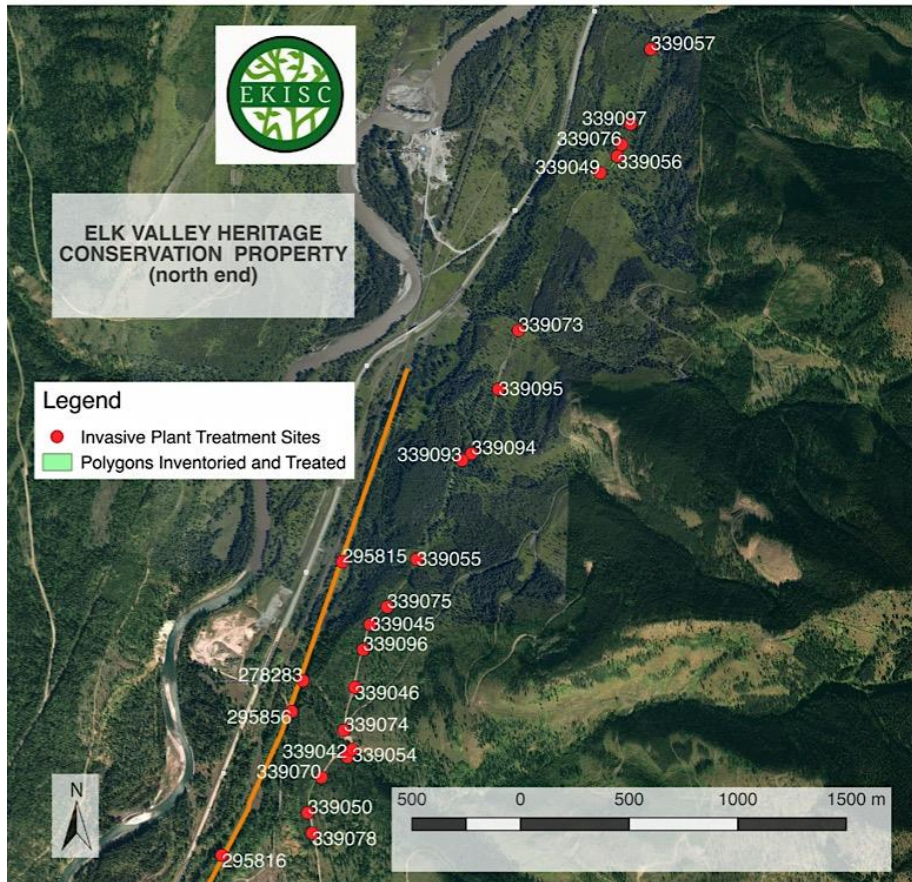 339057
EKISC
339097
339076
339056
339049
ELK VALLEY HERITAGE
CONSERVATION PROPERTY
(north end)
339073
339095
Legend
Invasive Plant Treatment Sites
Polygons Inventoried and Treated
339094
339093
295815
339055
339075
339045
339096
278283
339046
295856
339074
339042
339054
339070
N
500 0 500 1000 1500 m
339050
339078
295816